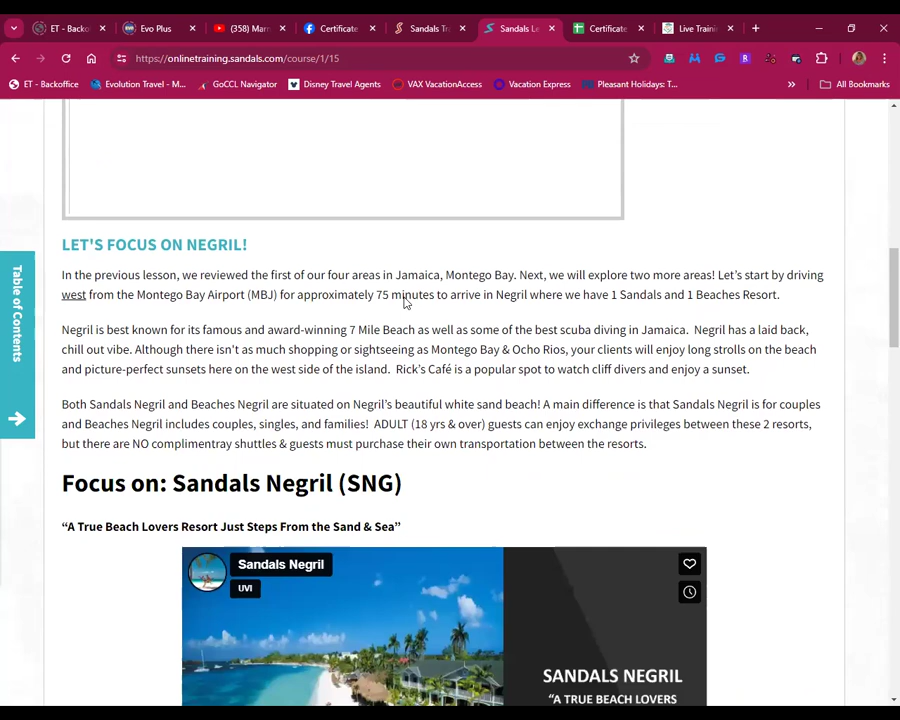 ET - Backo
Evo Plus
(358) Marr
Certificate
Sandals Tr
Sandals Le
Certificate
Live Traini
https://onlinetraining.sandals.com/course/1/15
ET - Backoffice
Evolution Travel - M...
GoCCL Navigator
Disney Travel Agents
VAX VacationAccess
Vacation Express
Pleasant Holidays: T...
All Bookmarks
Table of Contents
LET'S FOCUS ON NEGRIL!
In the previous lesson, we reviewed the first of our four areas in Jamaica, Montego Bay. Next, we will explore two more areas! Let's start by driving
west from the Montego Bay Airport (MBJ) for approximately 75 minutes to arrive in Negril where we have 1 Sandals and 1 Beaches Resort.
Negril is best known for its famous and award-winning 7 Mile Beach as well as some of the best scuba diving in Jamaica. Negril has a laid back,
chill out vibe. Although there isn't as much shopping or sightseeing as Montego Bay & Ocho Rios, your clients will enjoy long strolls on the beach
and picture-perfect sunsets here on the west side of the island. Rick's Café is a popular spot to watch cliff divers and enjoy a sunset.
Both Sandals Negril and Beaches Negril are situated on Negril's beautiful white sand beach! A main difference is that Sandals Negril is for couples
and Beaches Negril includes couples, singles, and families! ADULT (18 yrs & over) guests can enjoy exchange privileges between these 2 resorts,
but there are NO complimentray shuttles & guests must purchase their own transportation between the resorts.
Focus on: Sandals Negril (SNG)
“A True Beach Lovers Resort Just Steps From the Sand & Sea”
Sandals Negril
UVI
SANDALS NEGRIL
“A TRUE BEACH LOVERS